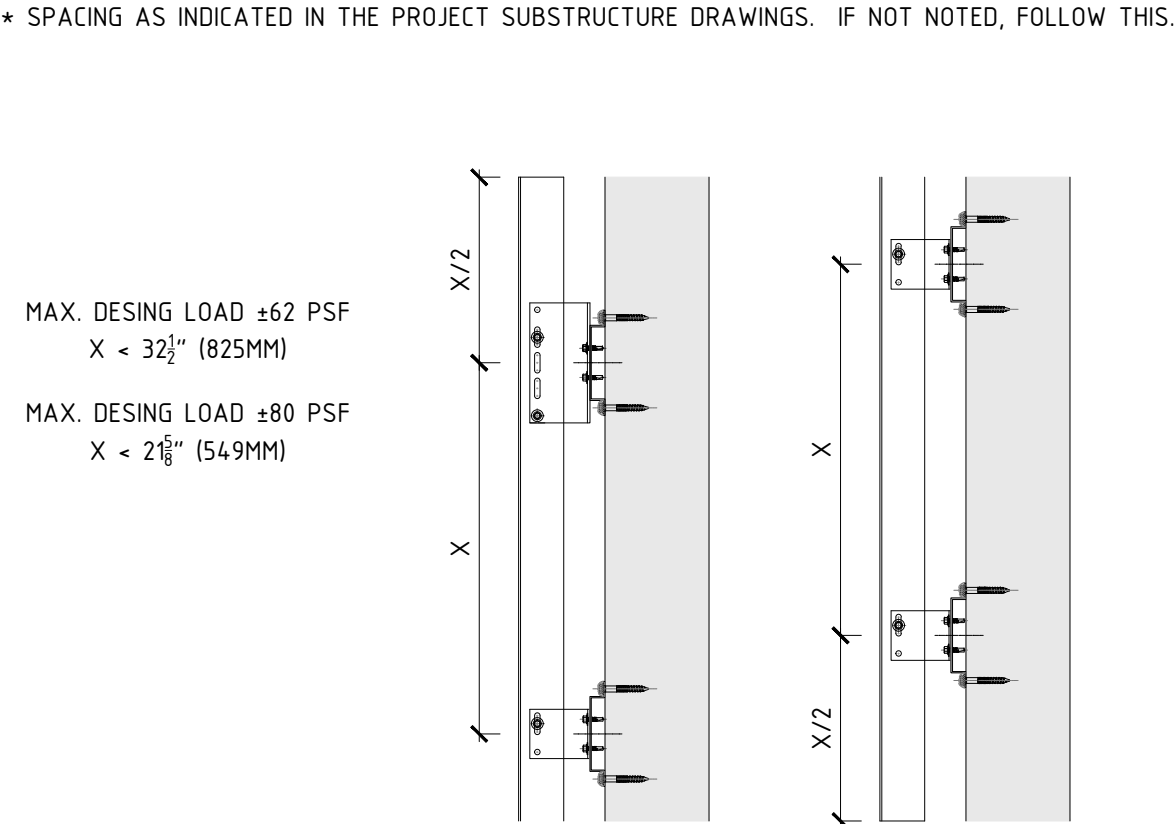 * SPACING AS INDICATED IN THE PROJECT SUBSTRUCTURE DRAWINGS. IF NOT NOTED, FOLLOW THIS.
MAX. DESING LOAD ±62 PSF
X < 32½" (825MM)
MAX. DESING LOAD ±80 PSF
X < 21⅝" (549MM)
X/2
X
X
X/2